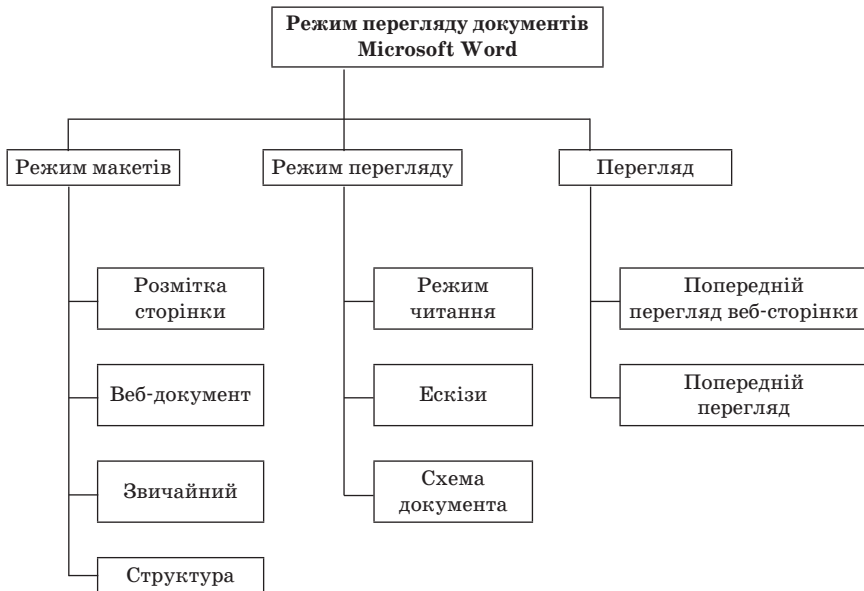 Режим перегляду документів
Microsoft Word
Режим макетів
Режим перегляду
Перегляд
Розмітка
сторінки
Веб-документ
Звичайний
Структура
Режим
читання
Ескізи
Схема
документа
Попередній
перегляд веб-сторінки
Попередній
перегляд